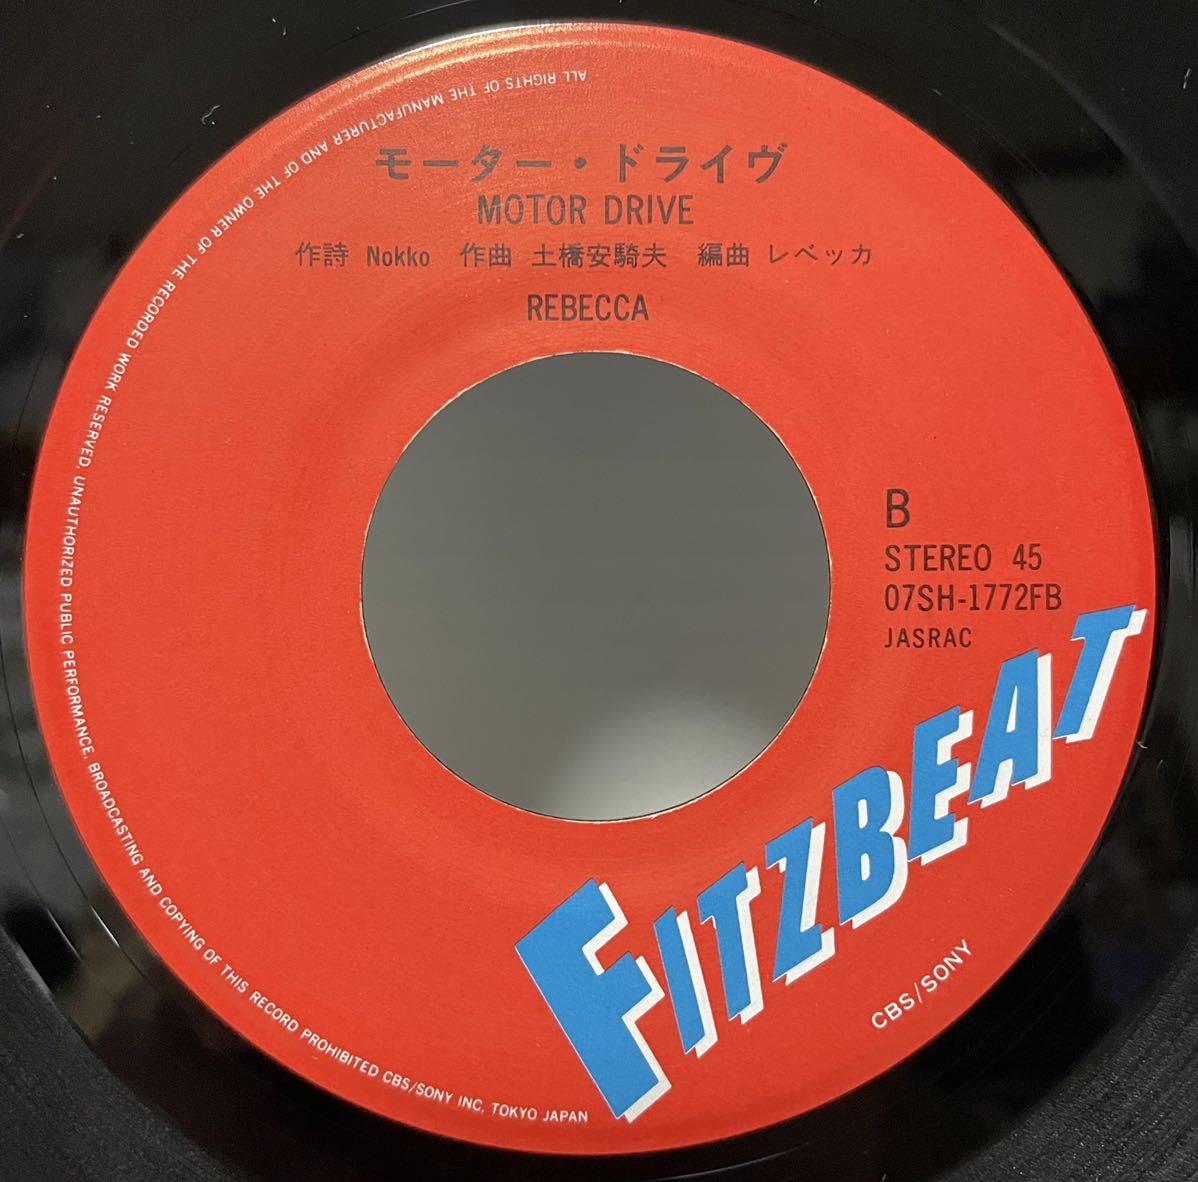 モーター・ドライヴ
MOTOR DRIVE
作詩 Nokko 作曲 土橋安騎夫 編曲 レベッカ
REBECCA
B
STEREO 45
07SH-1772FB
JASRAC
FITZBEAT
CBS/SONY
ALL RIGHTS OF THE MANUFACTURER AND OF THE OWNER OF THE RECORDED WORK RESERVED. UNAUTHORIZED PUBLIC PERFORMANCE, BROADCASTING AND COPYING OF THIS RECORD PROHIBITED CBS/SONY INC. TOKYO JAPAN